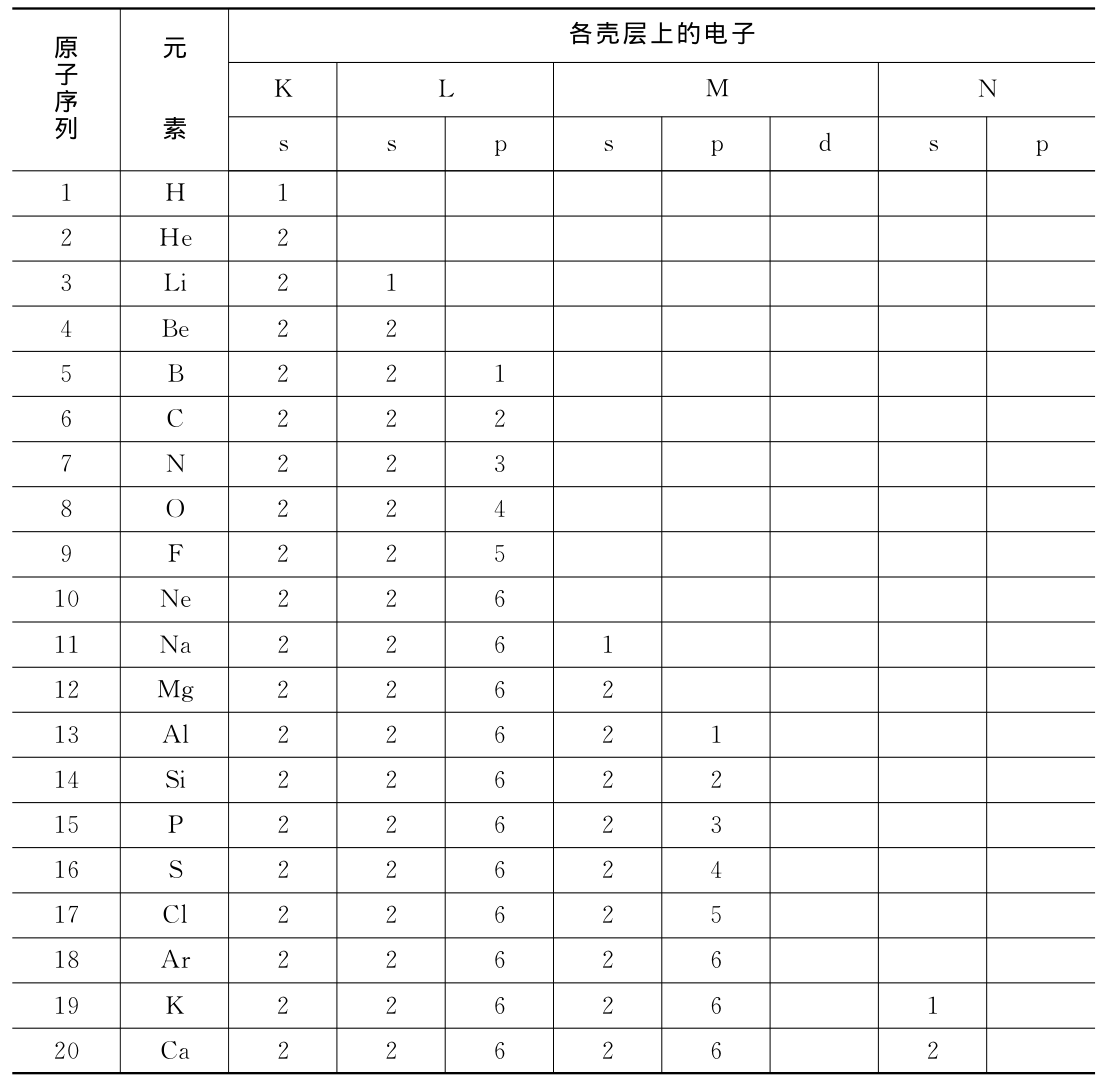 原子序列 元素 各壳层上的电子
K L M N
s s p s p d s p
1 H 1
2 He 2
3 Li 2 1
4 Be 2 2
5 B 2 2 1
6 C 2 2 2
7 N 2 2 3
8 O 2 2 4
9 F 2 2 5
10 Ne 2 2 6
11 Na 2 2 6 1
12 Mg 2 2 6 2
13 Al 2 2 6 2 1
14 Si 2 2 6 2 2
15 P 2 2 6 2 3
16 S 2 2 6 2 4
17 Cl 2 2 6 2 5
18 Ar 2 2 6 2 6
19 K 2 2 6 2 6 1
20 Ca 2 2 6 2 6 2